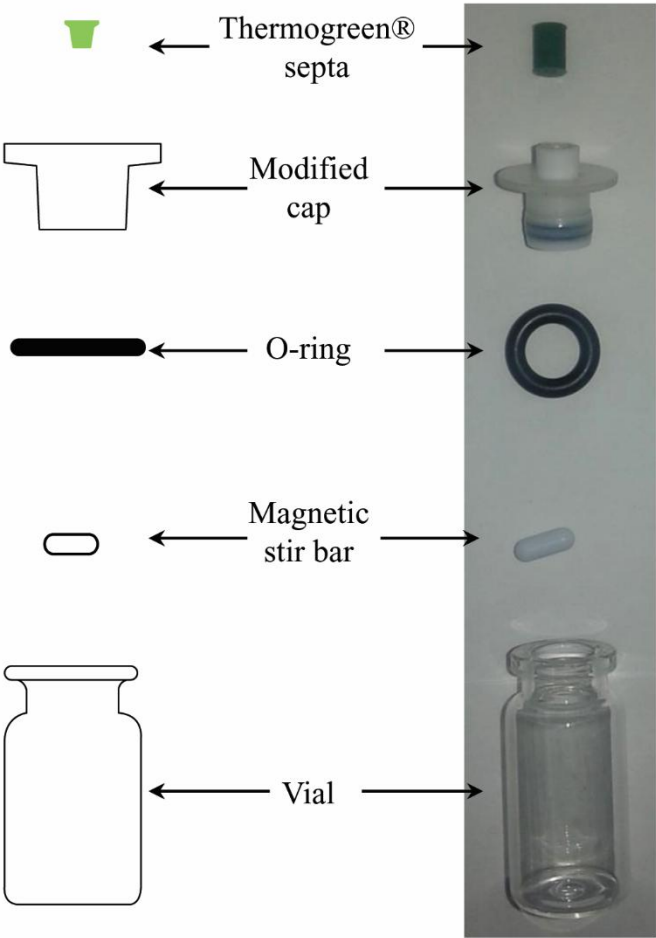 Thermogreen®
septa
Modified
cap
O-ring
Magnetic
stir bar
Vial